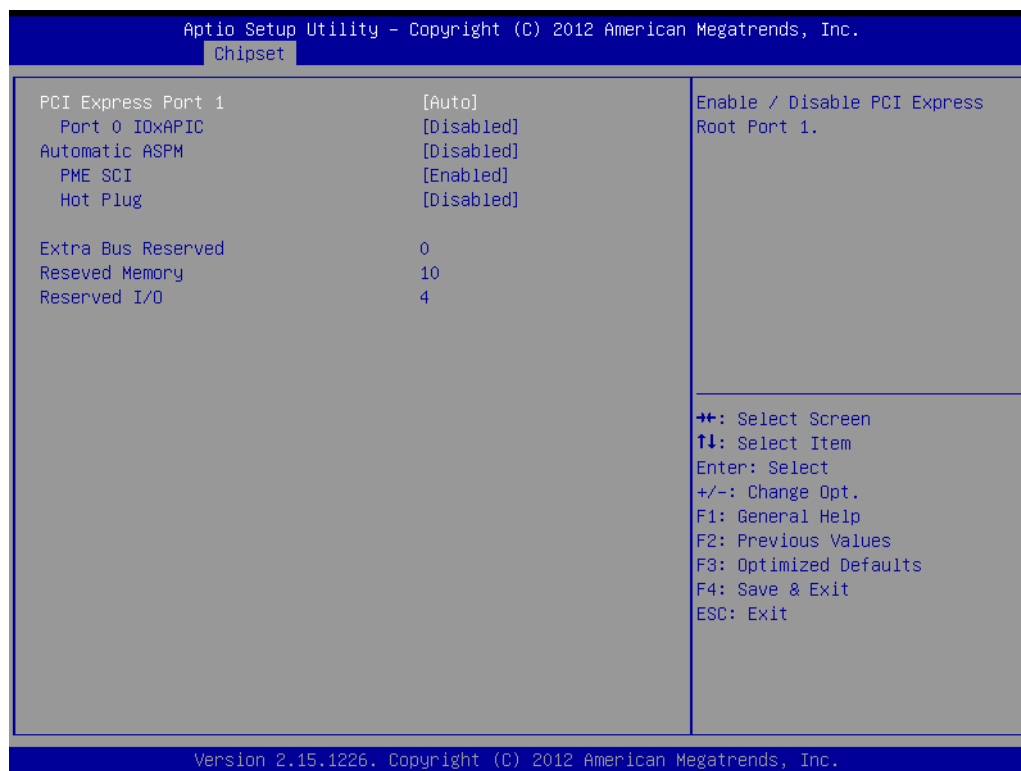 Aptio Setup Utility – Copyright (C) 2012 American Megatrends, Inc.
Chipset
PCI Express Port 1 [Auto]
Port 0 IOxAPIC [Disabled]
Automatic ASPM [Disabled]
PME SCI [Enabled]
Hot Plug [Disabled]
Extra Bus Reserved 0
Reseved Memory 10
Reserved I/O 4
Enable / Disable PCI Express
Root Port 1.
→←: Select Screen
↑↓: Select Item
Enter: Select
+/-: Change Opt.
F1: General Help
F2: Previous Values
F3: Optimized Defaults
F4: Save & Exit
ESC: Exit
Version 2.15.1226. Copyright (C) 2012 American Megatrends, Inc.